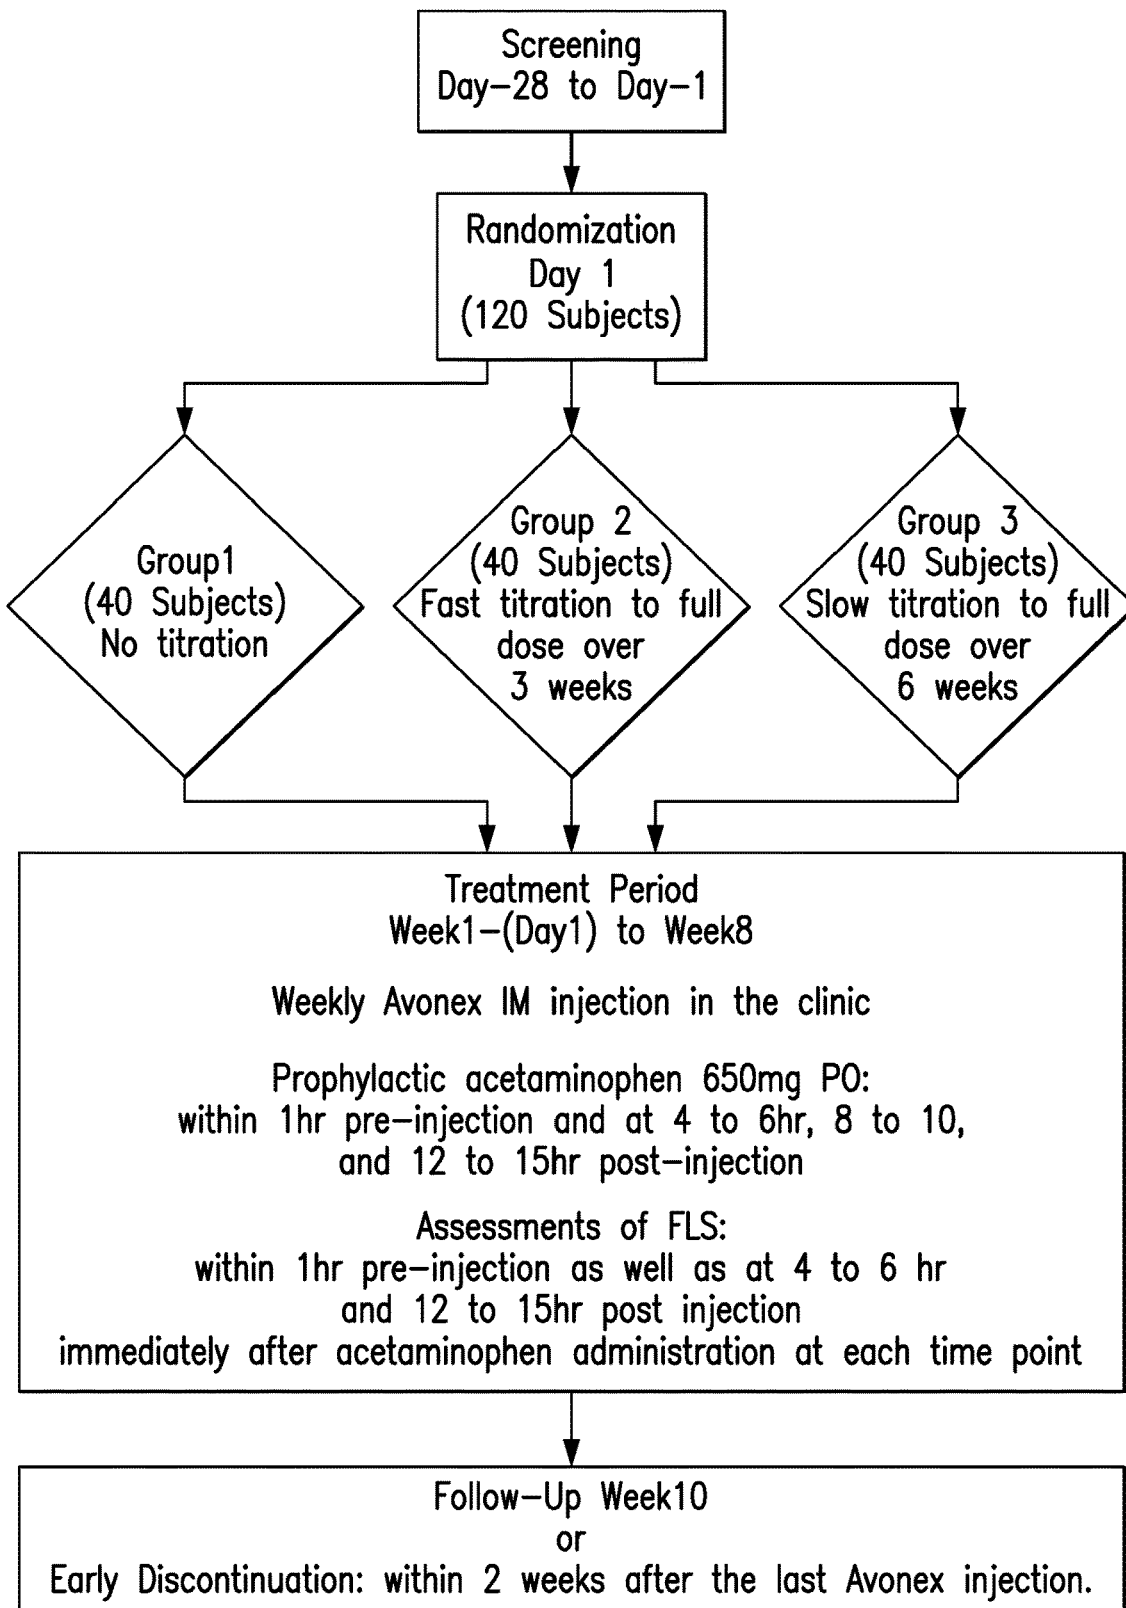 Screening
Day-28 to Day-1
Randomization
Day 1
(120 Subjects)
Group1
(40 Subjects)
No titration
Group 2
(40 Subjects)
Fast titration to full
dose over
3 weeks
Group 3
(40 Subjects)
Slow titration to full
dose over
6 weeks
Treatment Period
Week1-(Day1) to Week8
Weekly Avonex IM injection in the clinic
Prophylactic acetaminophen 650mg PO:
within 1hr pre-injection and at 4 to 6hr, 8 to 10,
and 12 to 15hr post-injection
Assessments of FLS:
within 1hr pre-injection as well as at 4 to 6 hr
and 12 to 15hr post injection
immediately after acetaminophen administration at each time point
Follow-Up Week10
or
Early Discontinuation: within 2 weeks after the last Avonex injection.